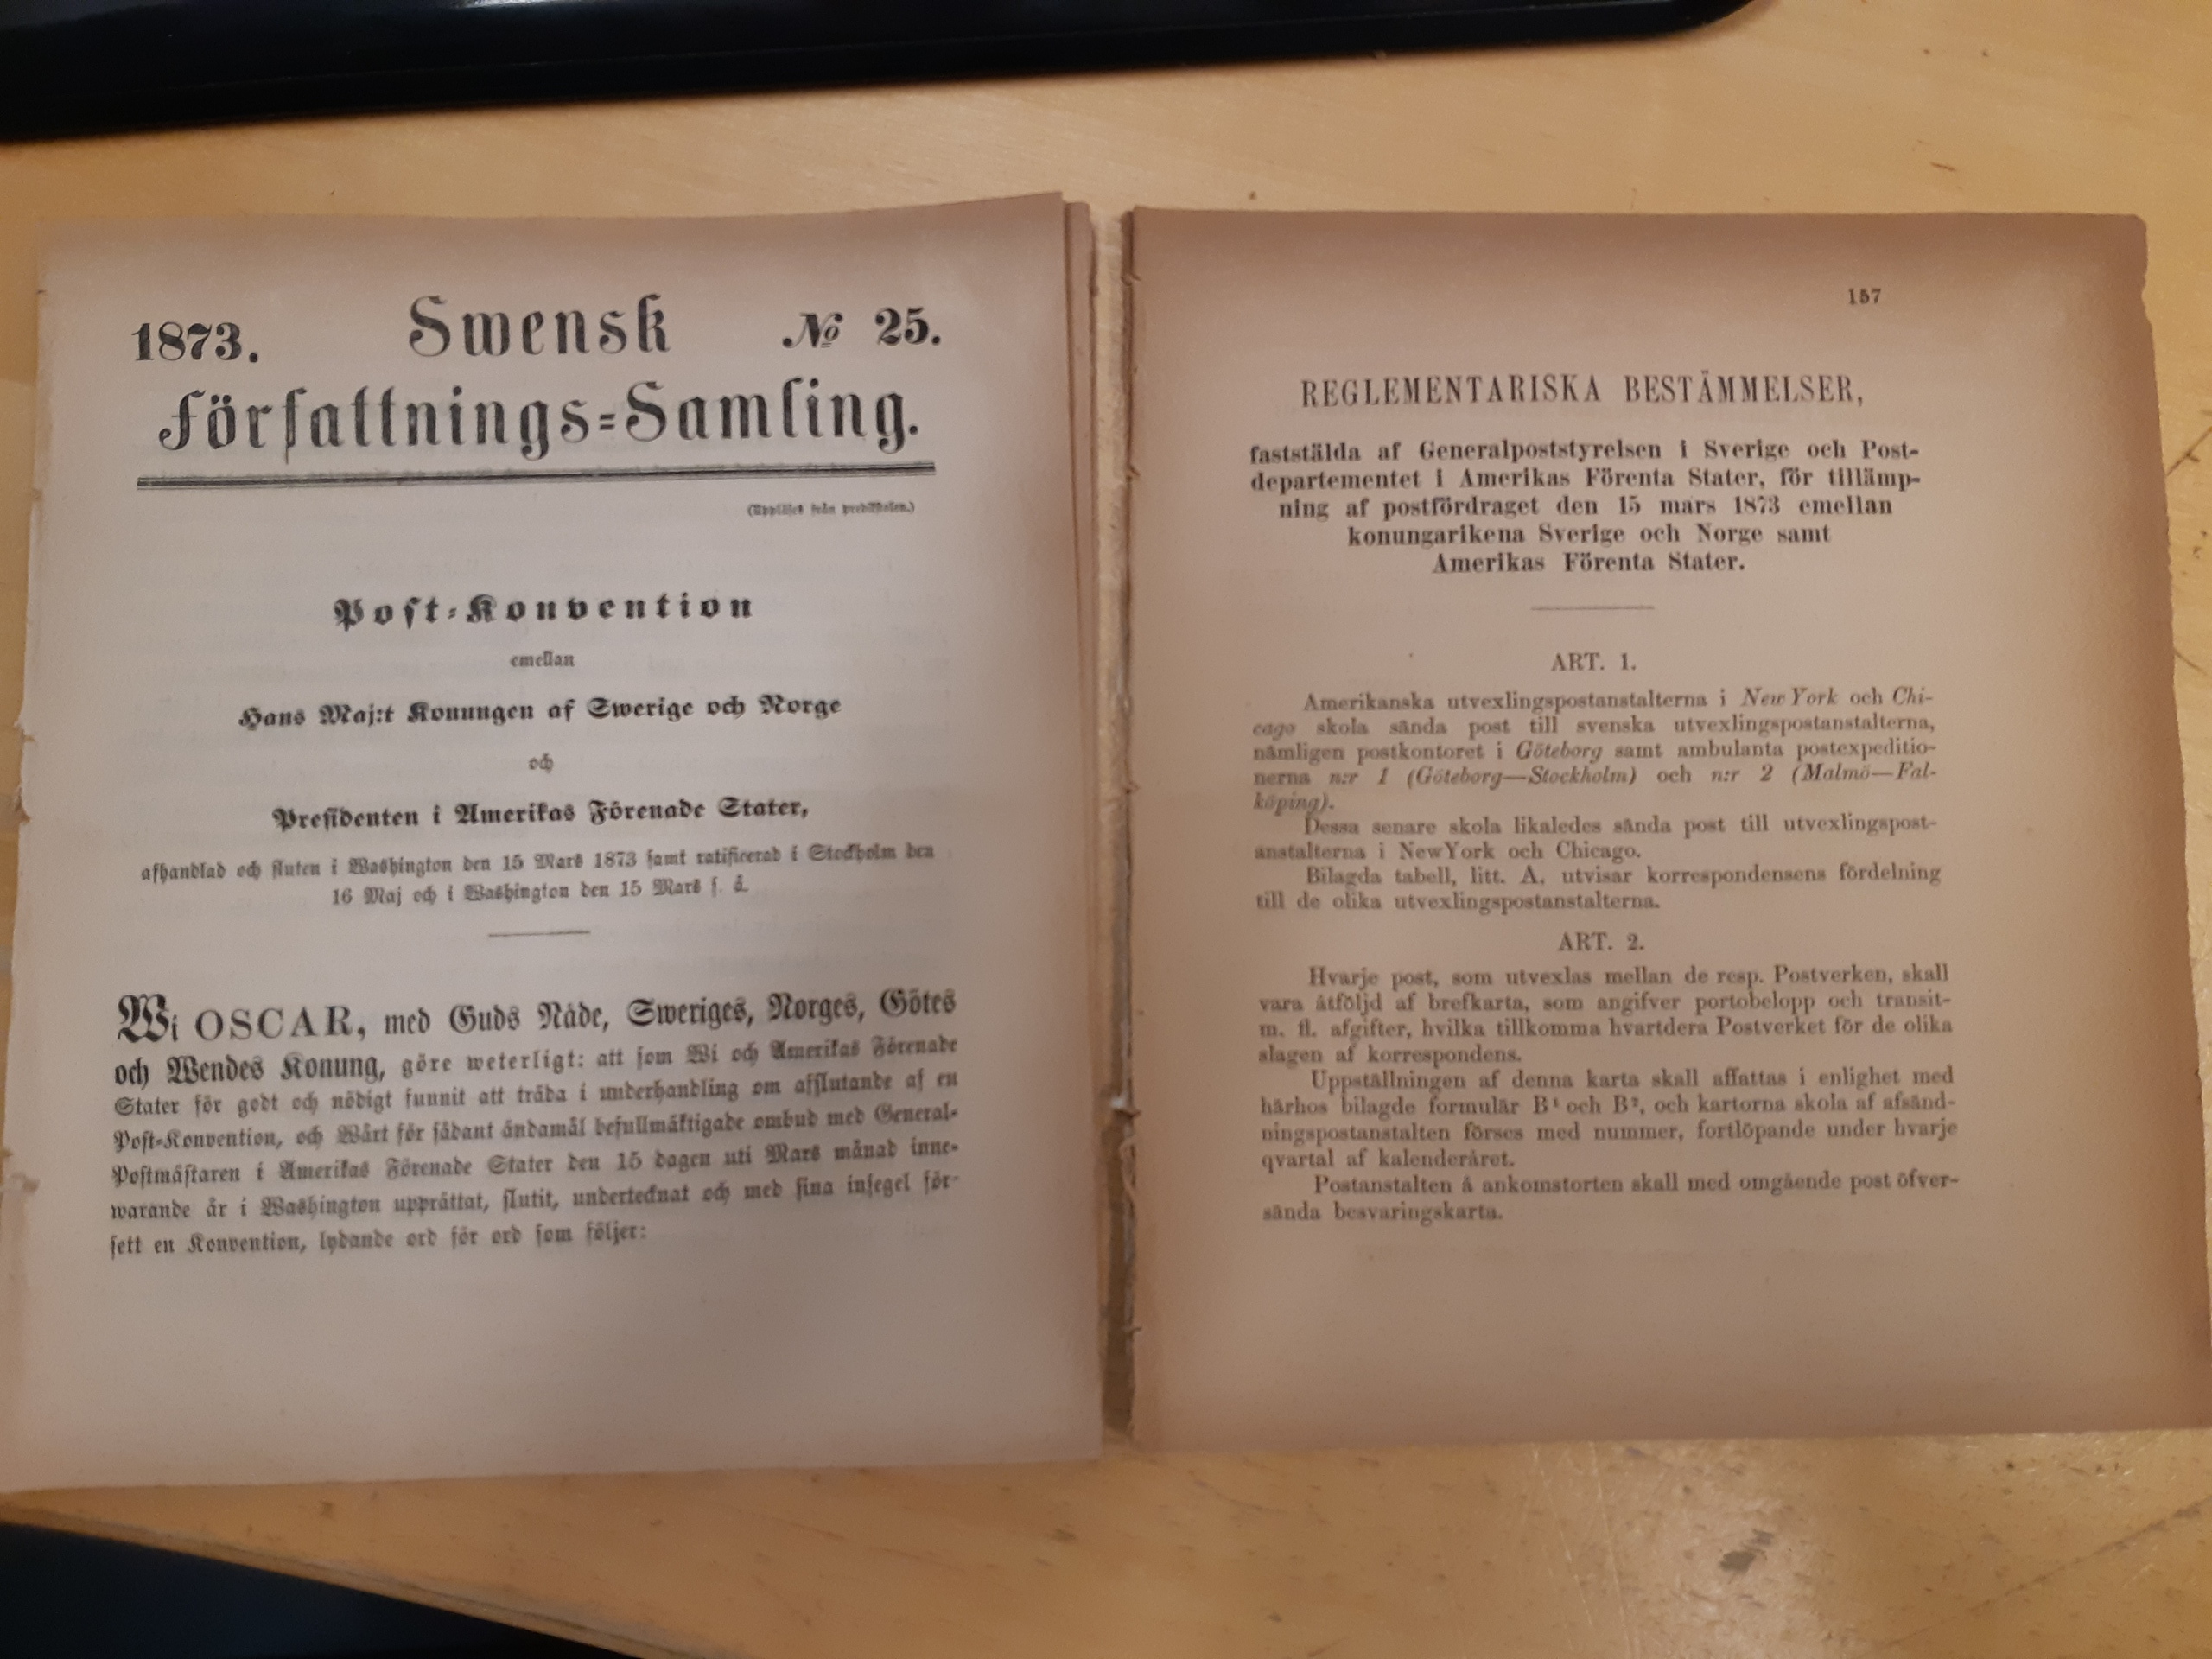 1873. Swensk № 25.
Författnings=Samling.
(Uppläses från predikstolen.)
Post=Konvention
emellan
Hans Maj:t Konungen af Swerige och Norge
och
Presidenten i Amerikas Förenade Stater,
afhandlad och sluten i Washington den 15 Mars 1873 samt ratificerad i Stockholm den
16 Maj och i Washington den 15 Mars s. å.
Wi OSCAR, med Guds Nåde, Sweriges, Norges, Götes
och Wendes Konung, göre weterligt: att som Wi och Amerikas Förenade
Stater för godt och nödigt funnit att träda i underhandling om afslutande af en
Post=Konvention, och Wårt för sådant ändamål befullmäktigade ombud med General=
Postmästaren i Amerikas Förenade Stater den 15 dagen uti Mars månad inne=
warande år i Washington upprättat, slutit, undertecknat och med sina insegel för=
sett en Konvention, lydande ord för ord som följer:
157
REGLEMENTARISKA BESTÄMMELSER,
faststälda af Generalpoststyrelsen i Sverige och Post-
departementet i Amerikas Förenta Stater, för tillämp-
ning af postfördraget den 15 mars 1873 emellan
konungarikena Sverige och Norge samt
Amerikas Förenta Stater.
ART. 1.
Amerikanska utvexlingspostanstalterna i New York och Chi-
cago skola sända post till svenska utvexlingspostanstalterna,
nämligen postkontoret i Göteborg samt ambulanta postexpeditio-
nerna n:r 1 (Göteborg—Stockholm) och n:r 2 (Malmö—Fal-
köping).
Dessa senare skola likaledes sända post till utvexlingspost-
anstalterna i NewYork och Chicago.
Bilagda tabell, litt. A, utvisar korrespondensens fördelning
till de olika utvexlingspostanstalterna.
ART. 2.
Hvarje post, som utvexlas mellan de resp. Postverken, skall
vara åtföljd af brefkarta, som angifver portobelopp och transit-
m. fl. afgifter, hvilka tillkomma hvartdera Postverket för de olika
slagen af korrespondens.
Uppställningen af denna karta skall affattas i enlighet med
härhos bilagde formulär B¹ och B², och kartorna skola af afsänd-
ningspostanstalten förses med nummer, fortlöpande under hvarje
qvartal af kalenderåret.
Postanstalten å ankomstorten skall med omgående post öfver-
sända besvaringskarta.